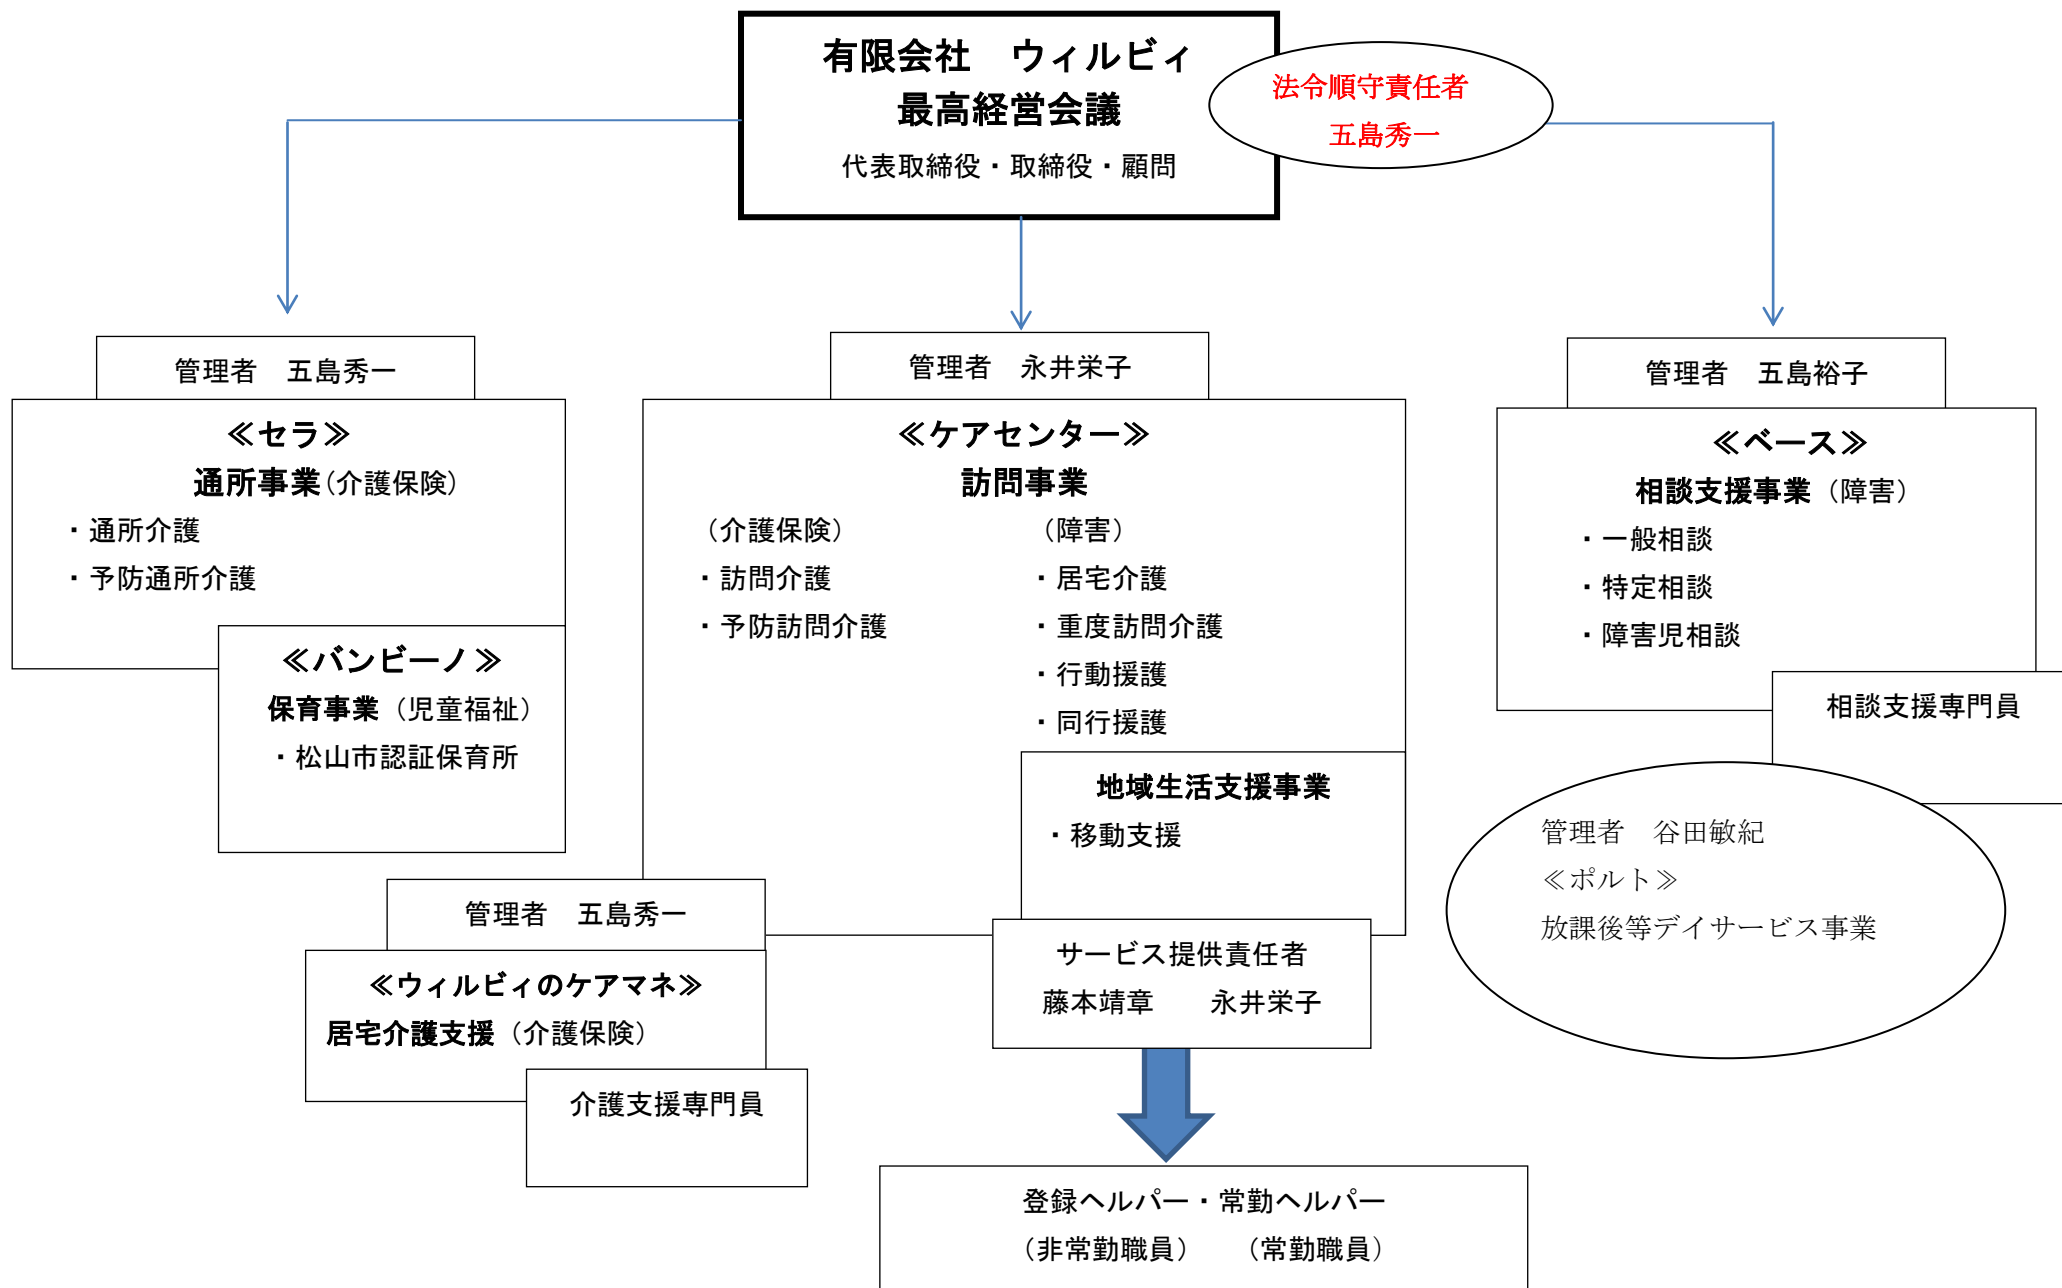 有限会社　ウィルビィ
最高経営会議
代表取締役・取締役・顧問
法令順守責任者
五島秀一
管理者　五島秀一
≪セラ≫
通所事業（介護保険）
・通所介護
・予防通所介護
≪バンビーノ≫
保育事業（児童福祉）
・松山市認証保育所
管理者　永井栄子
≪ケアセンター≫
訪問事業
（介護保険）
・訪問介護
・予防訪問介護
（障害）
・居宅介護
・重度訪問介護
・行動援護
・同行援護
地域生活支援事業
・移動支援
サービス提供責任者
藤本靖章　　永井栄子
登録ヘルパー・常勤ヘルパー
（非常勤職員）　（常勤職員）
管理者　五島秀一
≪ウィルビィのケアマネ≫
居宅介護支援（介護保険）
介護支援専門員
管理者　五島裕子
≪ベース≫
相談支援事業（障害）
・一般相談
・特定相談
・障害児相談
相談支援専門員
管理者　谷田敏紀
≪ポルト≫
放課後等デイサービス事業